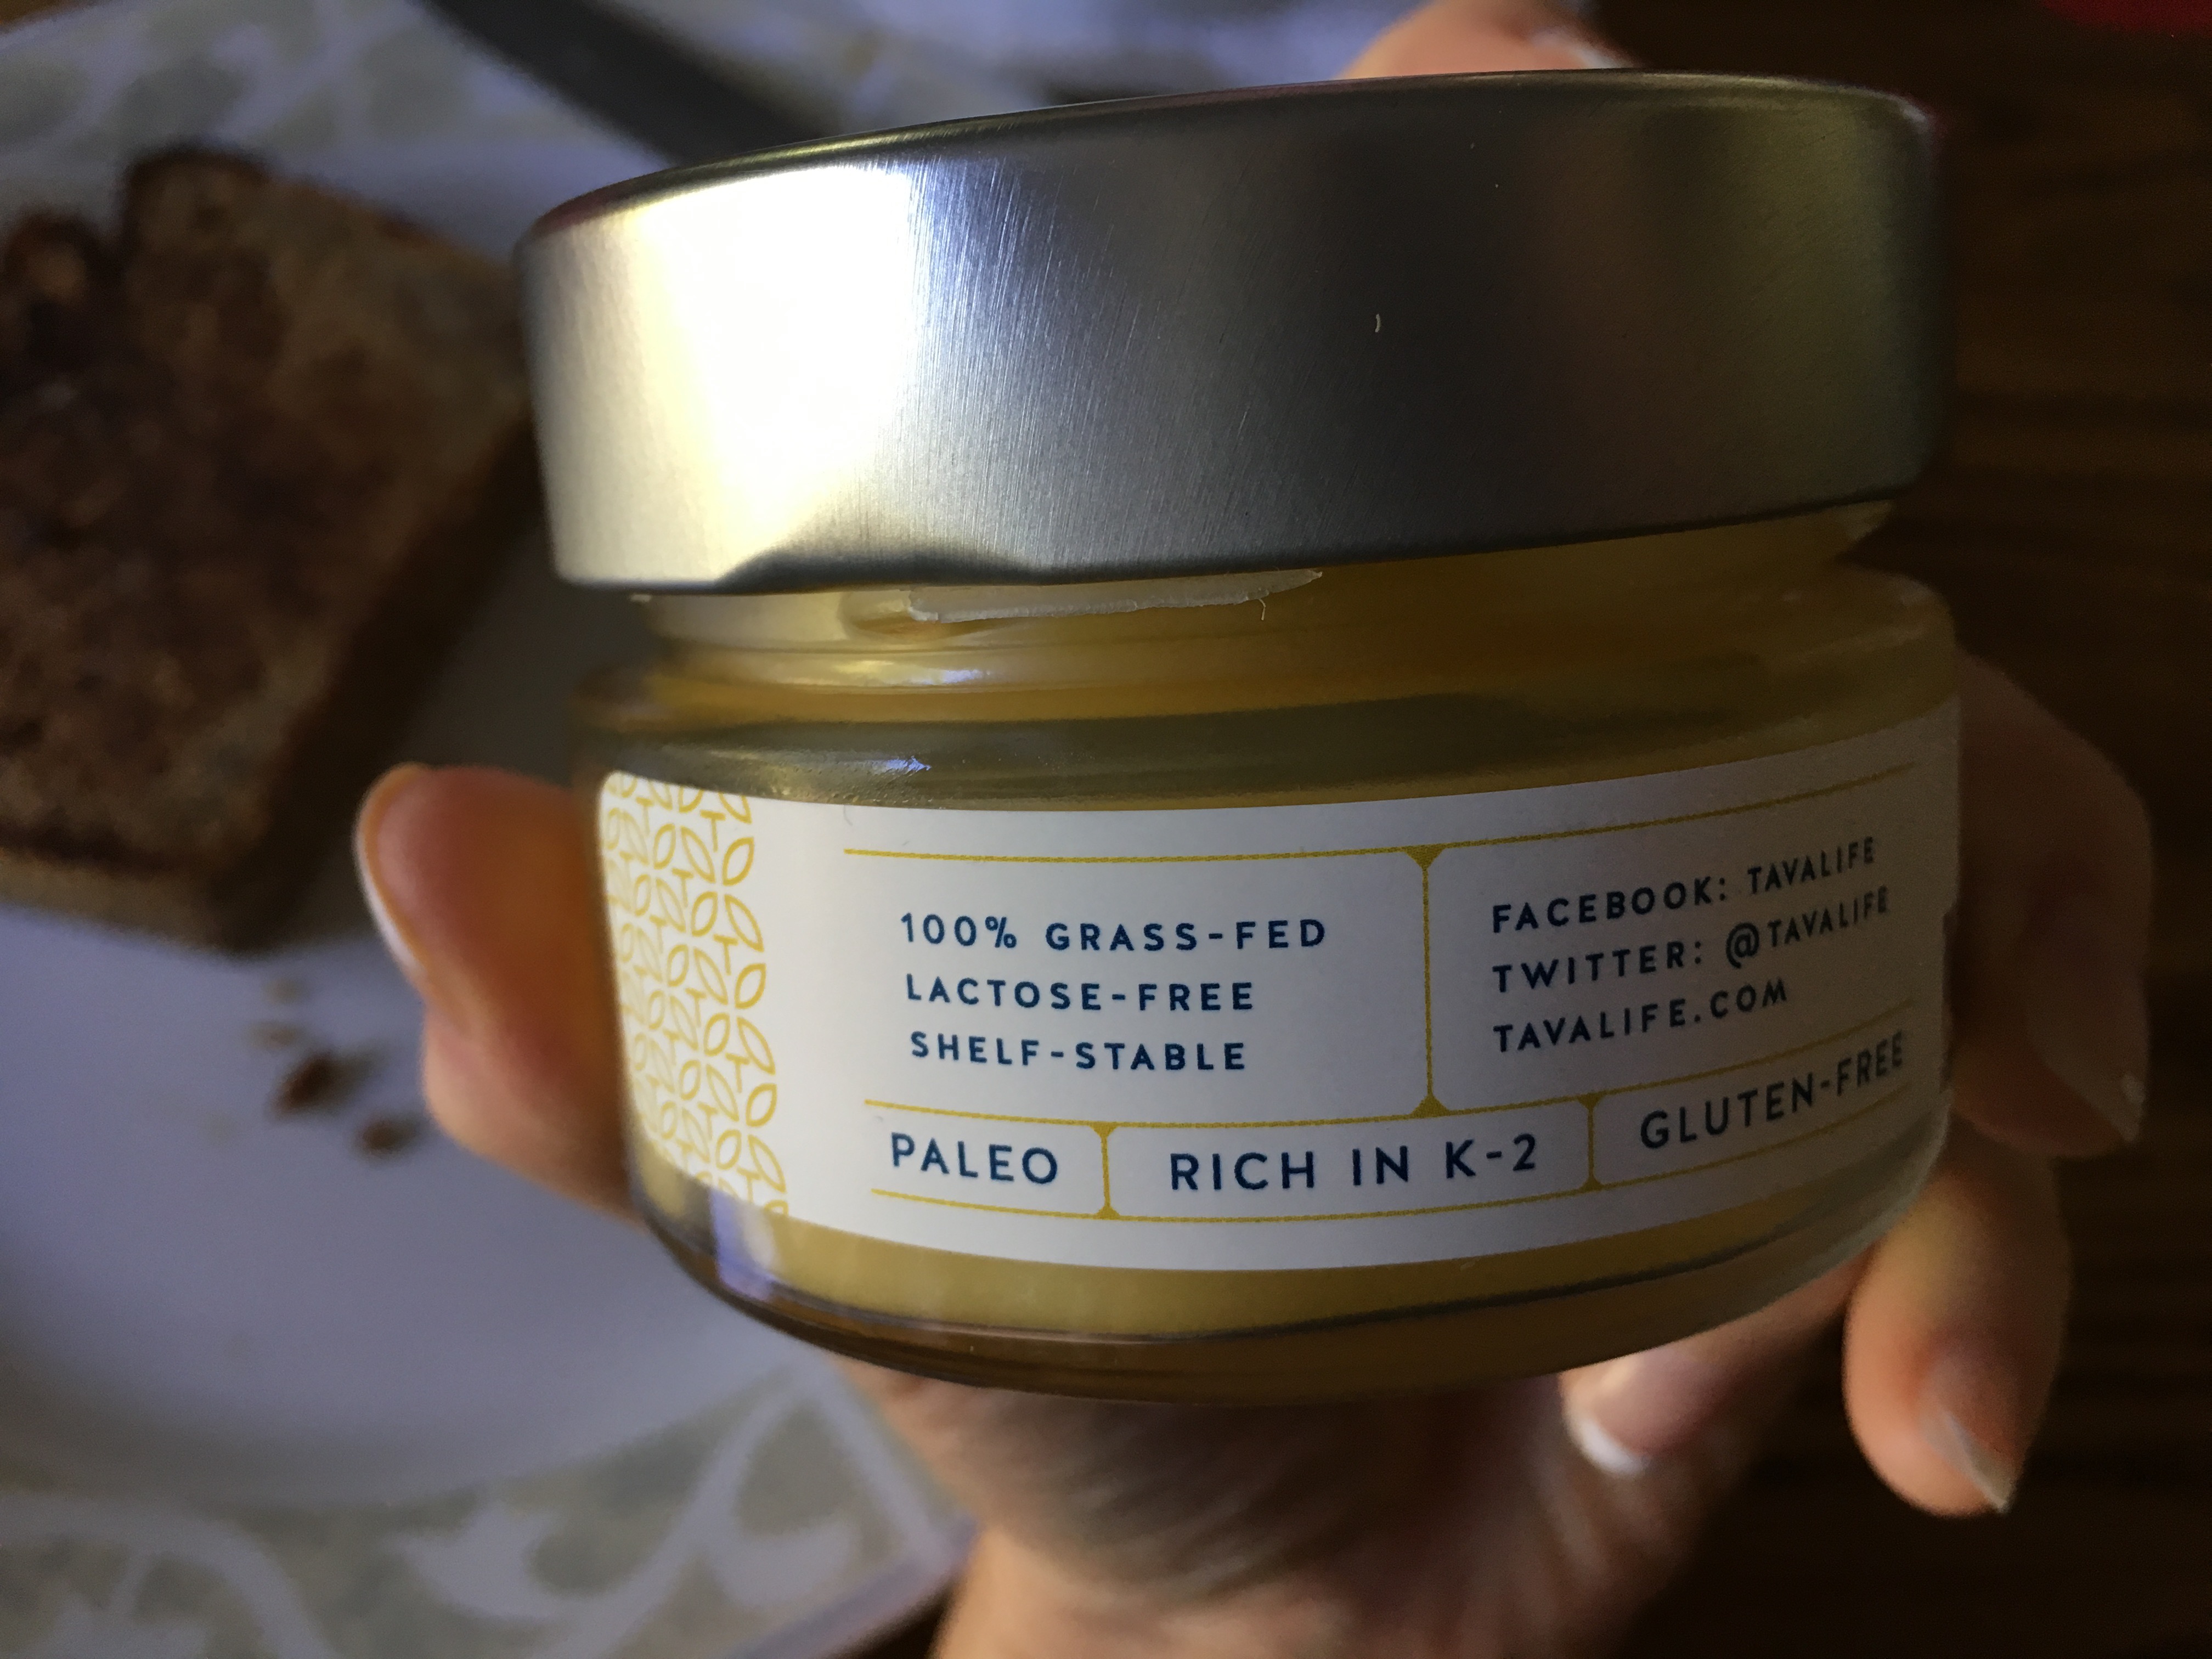 100% GRASS-FED
LACTOSE-FREE
SHELF-STABLE
FACEBOOK: TAVALIFE
TWITTER: @TAVALIFE
TAVALIFE.COM
PALEO
RICH IN K-2
GLUTEN-FREE